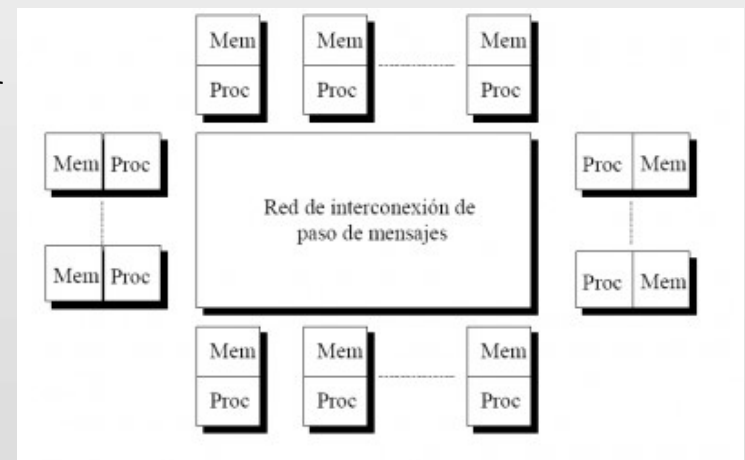 Mem Mem Mem
Proc Proc Proc
Mem Proc
Proc Mem
Red de interconexión de
paso de mensajes
Mem Proc
Proc Mem
Mem Mem Mem
Proc Proc Proc